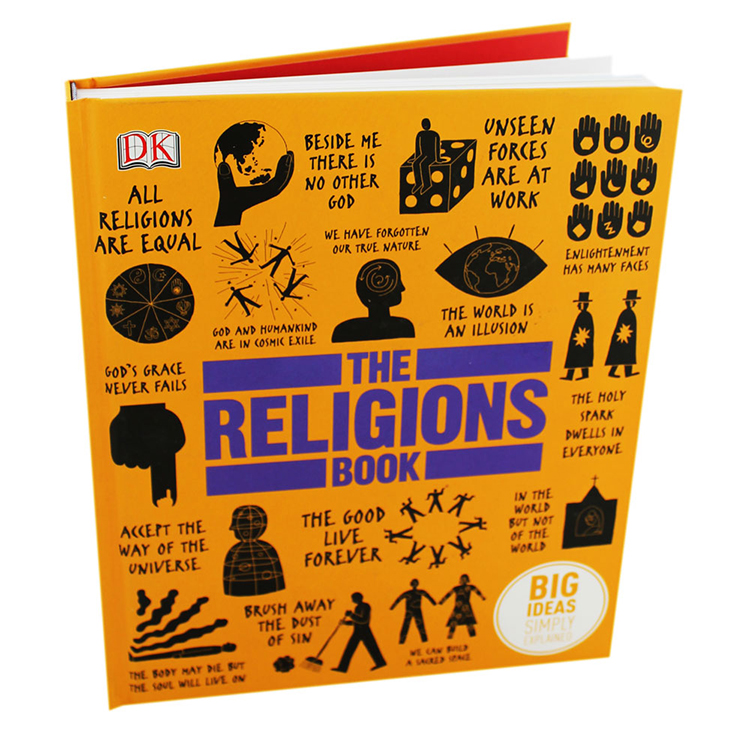 DK
BESIDE ME
THERE IS
NO OTHER
GOD
UNSEEN
FORCES
ARE AT
WORK
ALL
RELIGIONS
ARE EQUAL
WE HAVE FORGOTTEN
OUR TRUE NATURE
ENLIGHTENMENT
HAS MANY FACES
GOD AND HUMANKIND
ARE IN COSMIC EXILE
THE WORLD IS
AN ILLUSION
GOD'S GRACE
NEVER FAILS
THE
RELIGIONS
BOOK
THE HOLY
SPARK
DWELLS IN
EVERYONE
ACCEPT THE
WAY OF THE
UNIVERSE
THE GOOD
LIVE
FOREVER
IN THE
WORLD
BUT NOT
OF THE
WORLD
BRUSH AWAY
THE DUST
OF SIN
BIG
IDEAS
SIMPLY
EXPLAINED
THE BODY MAY DIE BUT
THE SOUL WILL LIVE ON
WE CAN BUILD
A SACRED SPACE